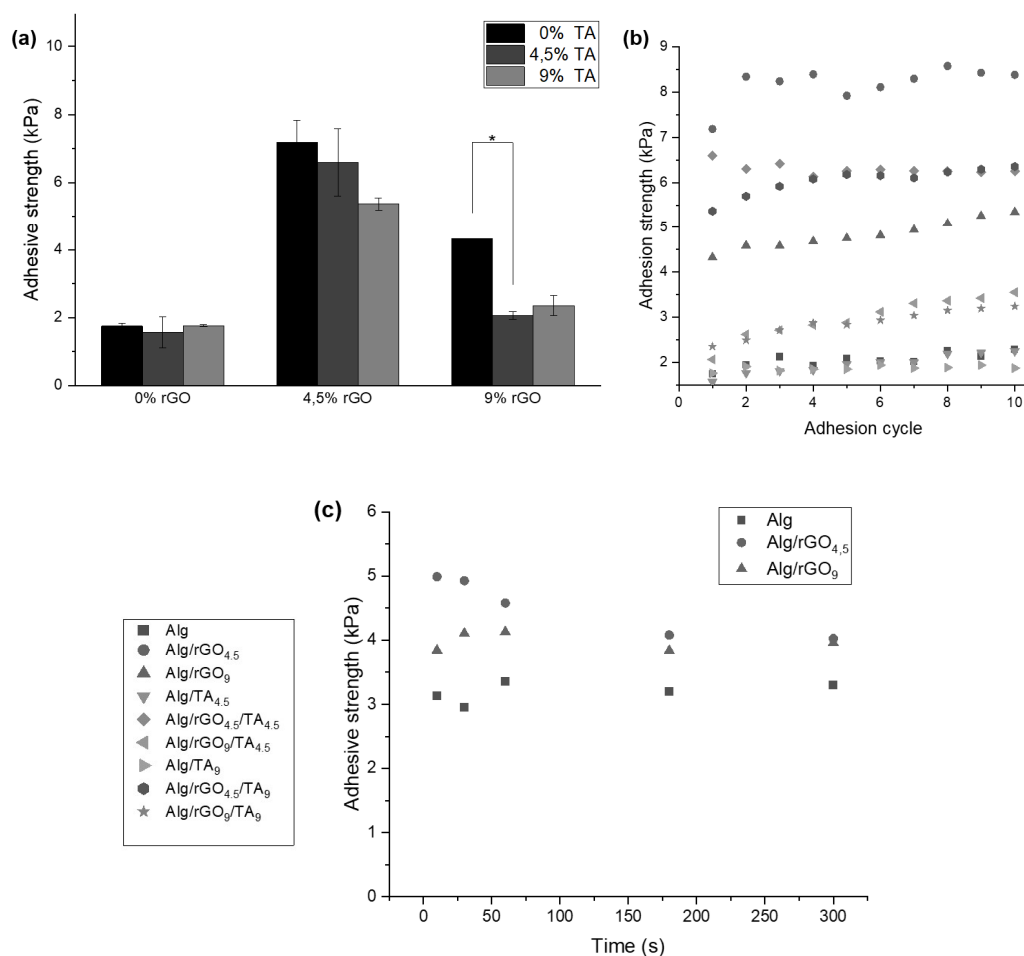 (a)
0% TA
4,5% TA
9% TA
Adhesive strength (kPa)
10
8
6
4
2
0
*
0% rGO
4,5% rGO
9% rGO
(b)
Adhesion strength (kPa)
9
8
7
6
5
4
3
2
0 2 4 6 8 10
Adhesion cycle
(c)
Alg
Alg/rGO4,5
Alg/rGO9
Adhesive strength (kPa)
6
5
4
3
2
1
0
0 50 100 150 200 250 300
Time (s)
Alg
Alg/rGO4.5
Alg/rGO9
Alg/TA4.5
Alg/rGO4.5/TA4.5
Alg/rGO9/TA4.5
Alg/TA9
Alg/rGO4.5/TA9
Alg/rGO9/TA9